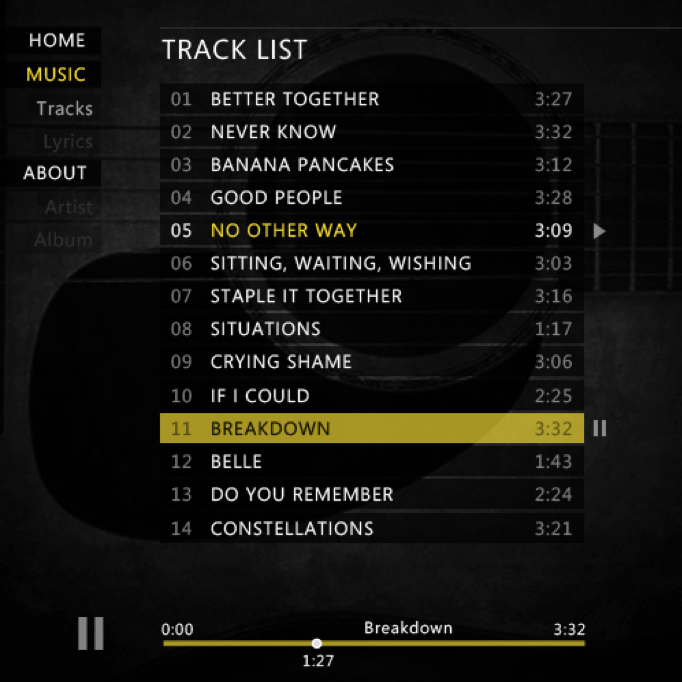 HOME
MUSIC
Tracks
Lyrics
ABOUT
Artist
Album
TRACK LIST
01 BETTER TOGETHER 3:27
02 NEVER KNOW 3:32
03 BANANA PANCAKES 3:12
04 GOOD PEOPLE 3:28
05 NO OTHER WAY 3:09
06 SITTING, WAITING, WISHING 3:03
07 STAPLE IT TOGETHER 3:16
08 SITUATIONS 1:17
09 CRYING SHAME 3:06
10 IF I COULD 2:25
11 BREAKDOWN 3:32
12 BELLE 1:43
13 DO YOU REMEMBER 2:24
14 CONSTELLATIONS 3:21
0:00 Breakdown 3:32
1:27